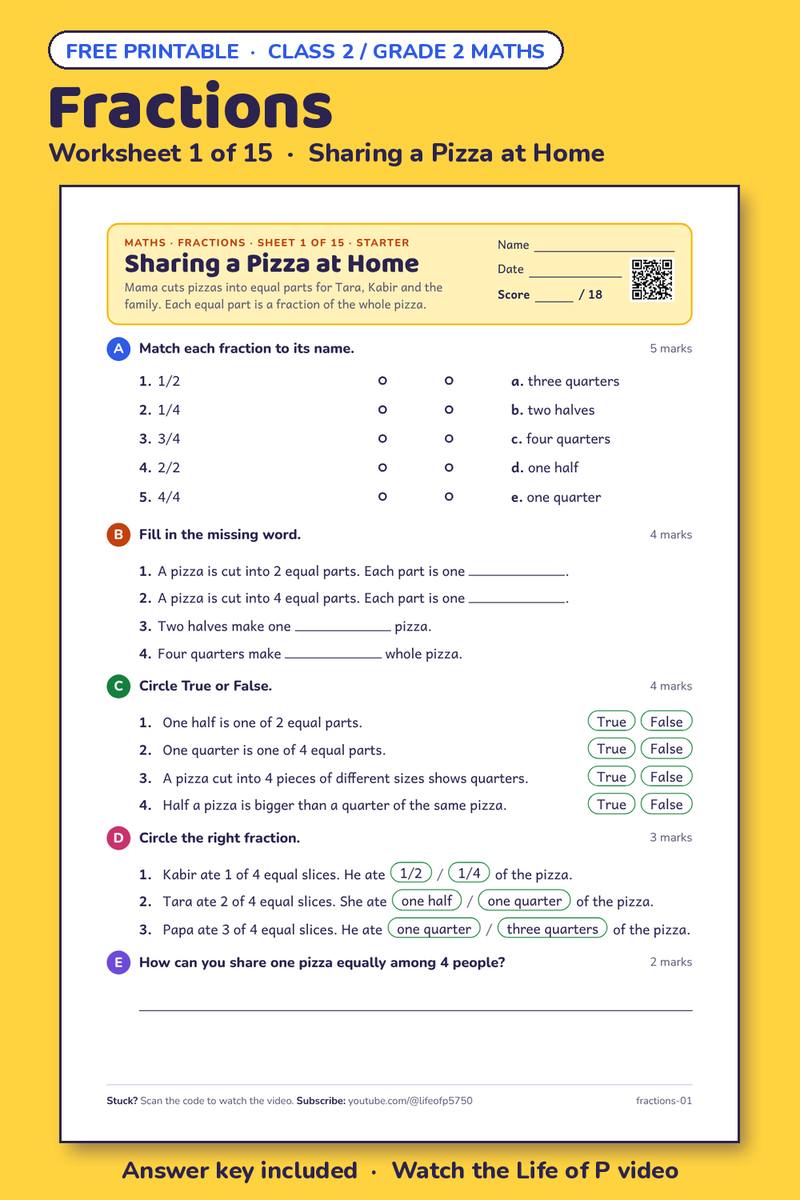 FREE PRINTABLE · CLASS 2 / GRADE 2 MATHS
Fractions
Worksheet 1 of 15 · Sharing a Pizza at Home
MATHS · FRACTIONS · SHEET 1 OF 15 · STARTER
Sharing a Pizza at Home
Mama cuts pizzas into equal parts for Tara, Kabir and the
family. Each equal part is a fraction of the whole pizza.
Name
Date
Score ______ / 18
A Match each fraction to its name. 5 marks
1. 1/2 a. three quarters
2. 1/4 b. two halves
3. 3/4 c. four quarters
4. 2/2 d. one half
5. 4/4 e. one quarter
B Fill in the missing word. 4 marks
1. A pizza is cut into 2 equal parts. Each part is one ____________.
2. A pizza is cut into 4 equal parts. Each part is one ____________.
3. Two halves make one ____________ pizza.
4. Four quarters make ____________ whole pizza.
C Circle True or False. 4 marks
1. One half is one of 2 equal parts. True False
2. One quarter is one of 4 equal parts. True False
3. A pizza cut into 4 pieces of different sizes shows quarters. True False
4. Half a pizza is bigger than a quarter of the same pizza. True False
D Circle the right fraction. 3 marks
1. Kabir ate 1 of 4 equal slices. He ate 1/2 / 1/4 of the pizza.
2. Tara ate 2 of 4 equal slices. She ate one half / one quarter of the pizza.
3. Papa ate 3 of 4 equal slices. He ate one quarter / three quarters of the pizza.
E How can you share one pizza equally among 4 people? 2 marks
Stuck? Scan the code to watch the video. Subscribe: youtube.com/@lifeofp5750 fractions-01
Answer key included · Watch the Life of P video